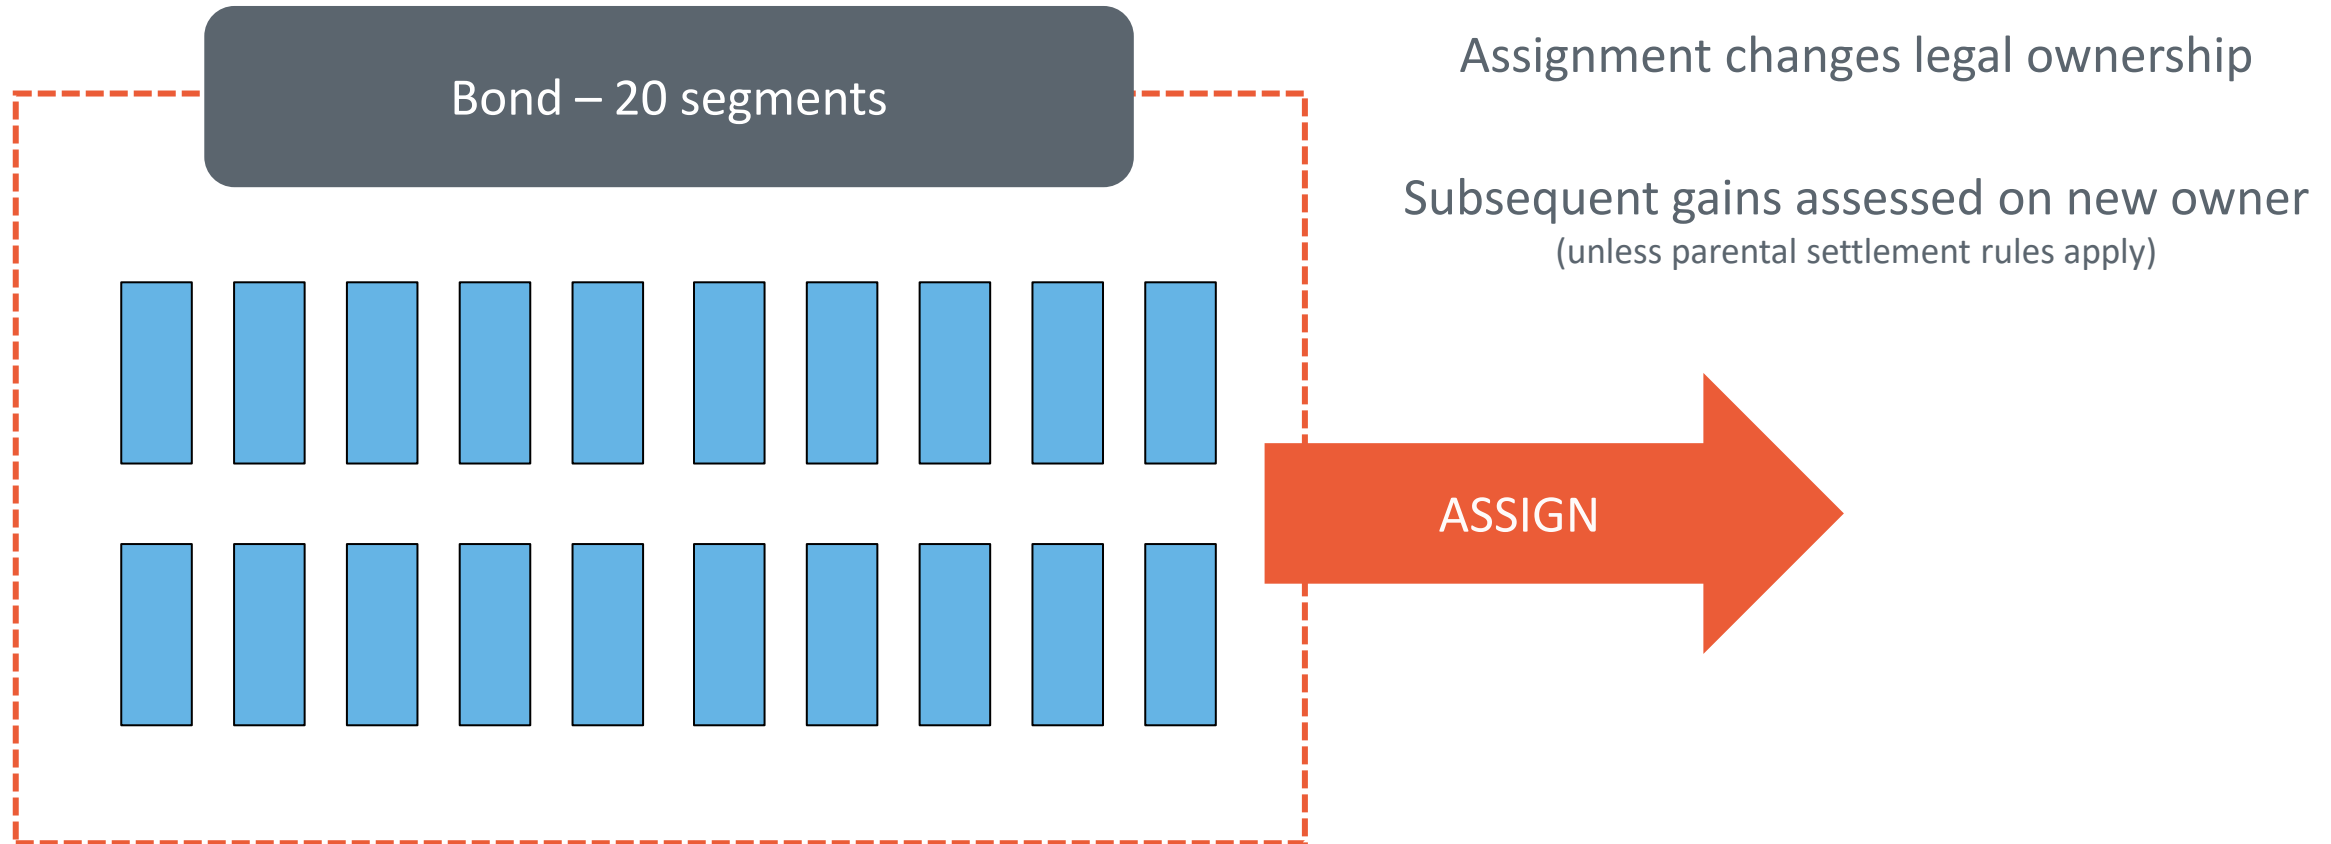 Bond – 20 segments
Assignment changes legal ownership
Subsequent gains assessed on new owner
(unless parental settlement rules apply)
ASSIGN